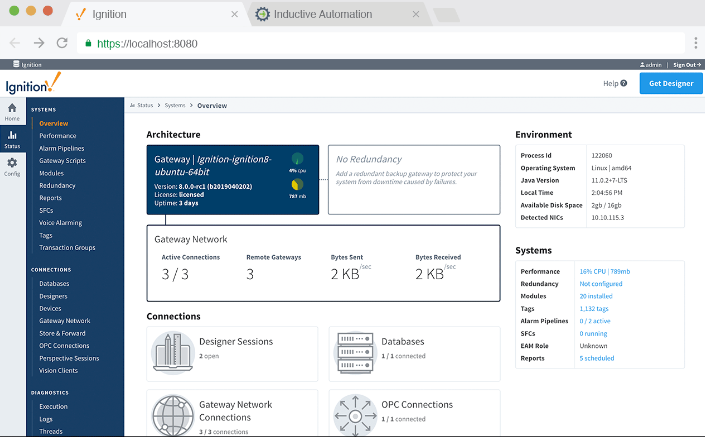 Ignition
Inductive Automation
https://localhost:8080
Ignition
admin | Sign Out
Ignition!
Help
Get Designer
Home
Status
Config
SYSTEMS
Overview
Performance
Alarm Pipelines
Gateway Scripts
Modules
Redundancy
Reports
SFCs
Voice Alarming
Tags
Transaction Groups
CONNECTIONS
Databases
Designers
Devices
Gateway Network
Store & Forward
OPC Connections
Perspective Sessions
Vision Clients
DIAGNOSTICS
Execution
Logs
Threads
Status > Systems > Overview
Architecture
Gateway | Ignition-ignition8-
ubuntu-64bit
Version: 8.0.0-rc1 (b2019040202)
License: licensed
Uptime: 3 days
4% cpu
783 mb
No Redundancy
Add a redundant backup gateway to protect your
system from downtime caused by failures.
Gateway Network
Active Connections
3 / 3
Remote Gateways
3
Bytes Sent
2 KB/sec
Bytes Received
2 KB/sec
Connections
Designer Sessions
2 open
Databases
1 / 1 connected
Gateway Network
Connections
3 / 3 connections
OPC Connections
1 / 1 connected
Environment
Process Id 122060
Operating System Linux | amd64
Java Version 11.0.2+7-LTS
Local Time 2:04:56 PM
Available Disk Space 2gb / 16gb
Detected NICs 10.10.115.3
Systems
Performance 16% CPU | 789mb
Redundancy Not configured
Modules 20 installed
Tags 1,132 tags
Alarm Pipelines 0 / 2 active
SFCs 0 running
EAM Role Unknown
Reports 5 scheduled